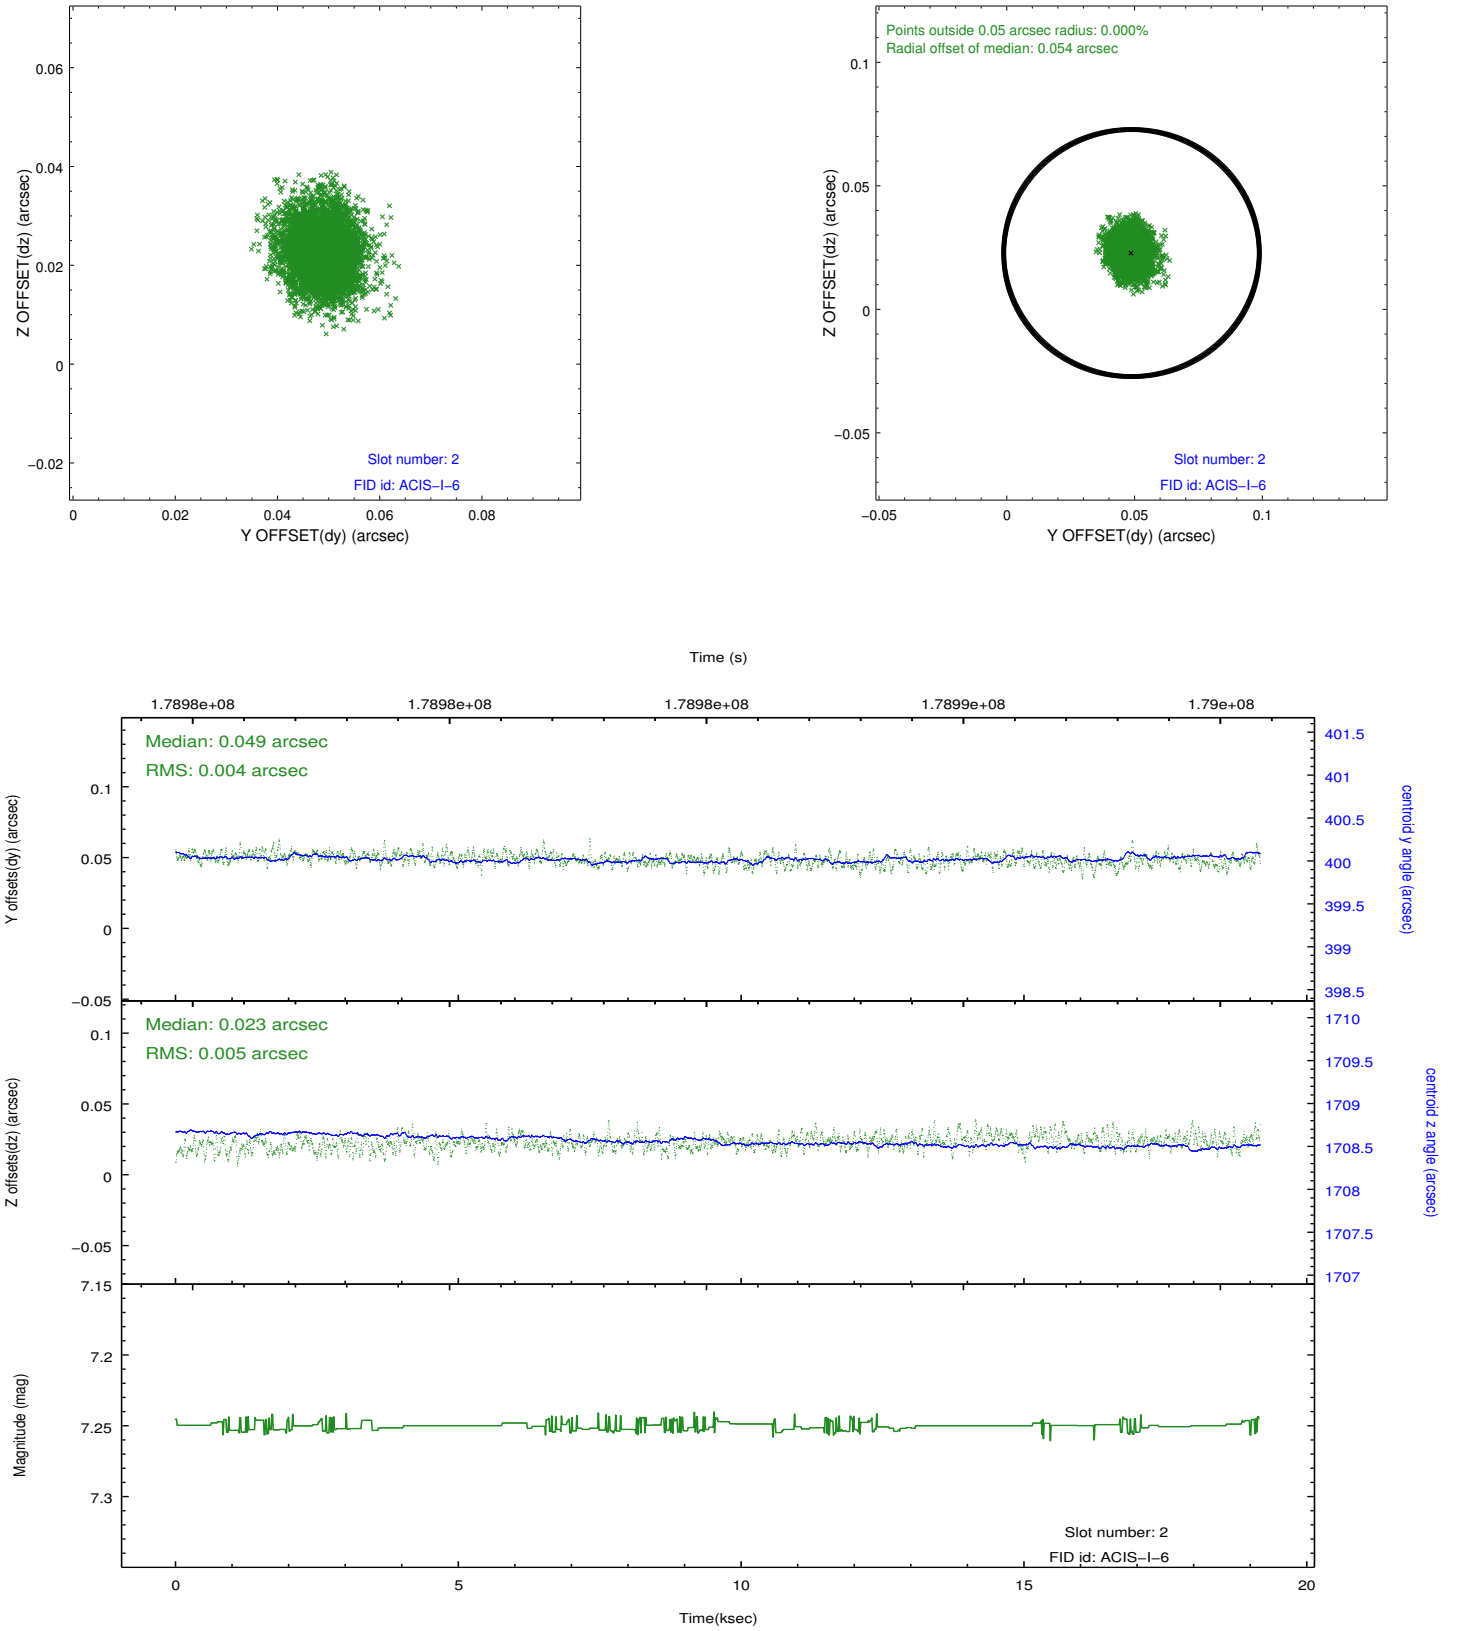 0.06
0.04
0.02
0
−0.02
Z OFFSET(dz) (arcsec)
Slot number: 2
FID id: ACIS−I−6
0 0.02 0.04 0.06 0.08
Y OFFSET(dy) (arcsec)
Points outside 0.05 arcsec radius: 0.000%
Radial offset of median: 0.054 arcsec
0.1
0.05
0
−0.05
Z OFFSET(dz) (arcsec)
Slot number: 2
FID id: ACIS−I−6
−0.05 0 0.05 0.1
Y OFFSET(dy) (arcsec)
Time (s)
1.7898e+08 1.7898e+08 1.7898e+08 1.7899e+08 1.79e+08
Median: 0.049 arcsec
RMS: 0.004 arcsec
0.1
0.05
0
−0.05
Y offsets(dy) (arcsec)
401.5
401
400.5
400
399.5
399
398.5
centroid y angle (arcsec)
Median: 0.023 arcsec
RMS: 0.005 arcsec
0.1
0.05
0
−0.05
Z offsets(dz) (arcsec)
1710
1709.5
1709
1708.5
1708
1707.5
1707
centroid z angle (arcsec)
7.15
7.2
7.25
7.3
Magnitude (mag)
Slot number: 2
FID id: ACIS−I−6
0 5 10 15 20
Time(ksec)